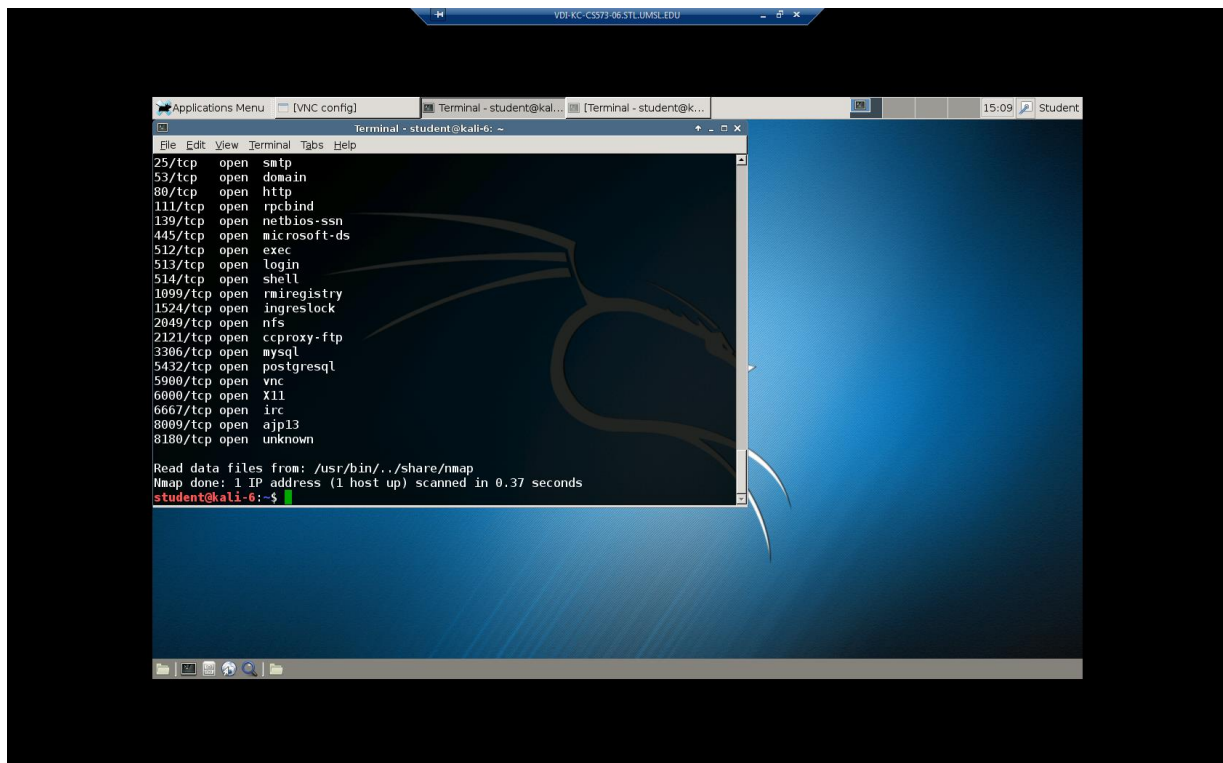 VDI-KC-CS573-06.STL.UMSL.EDU
Applications Menu [VNC config] Terminal - student@kal... [Terminal - student@k... 15:09 Student
Terminal - student@kali-6: ~
File Edit View Terminal Tabs Help
25/tcp open smtp
53/tcp open domain
80/tcp open http
111/tcp open rpcbind
139/tcp open netbios-ssn
445/tcp open microsoft-ds
512/tcp open exec
513/tcp open login
514/tcp open shell
1099/tcp open rmiregistry
1524/tcp open ingreslock
2049/tcp open nfs
2121/tcp open ccproxy-ftp
3306/tcp open mysql
5432/tcp open postgresql
5900/tcp open vnc
6000/tcp open X11
6667/tcp open irc
8009/tcp open ajp13
8180/tcp open unknown
Read data files from: /usr/bin/../share/nmap
Nmap done: 1 IP address (1 host up) scanned in 0.37 seconds
student@kali-6:~$